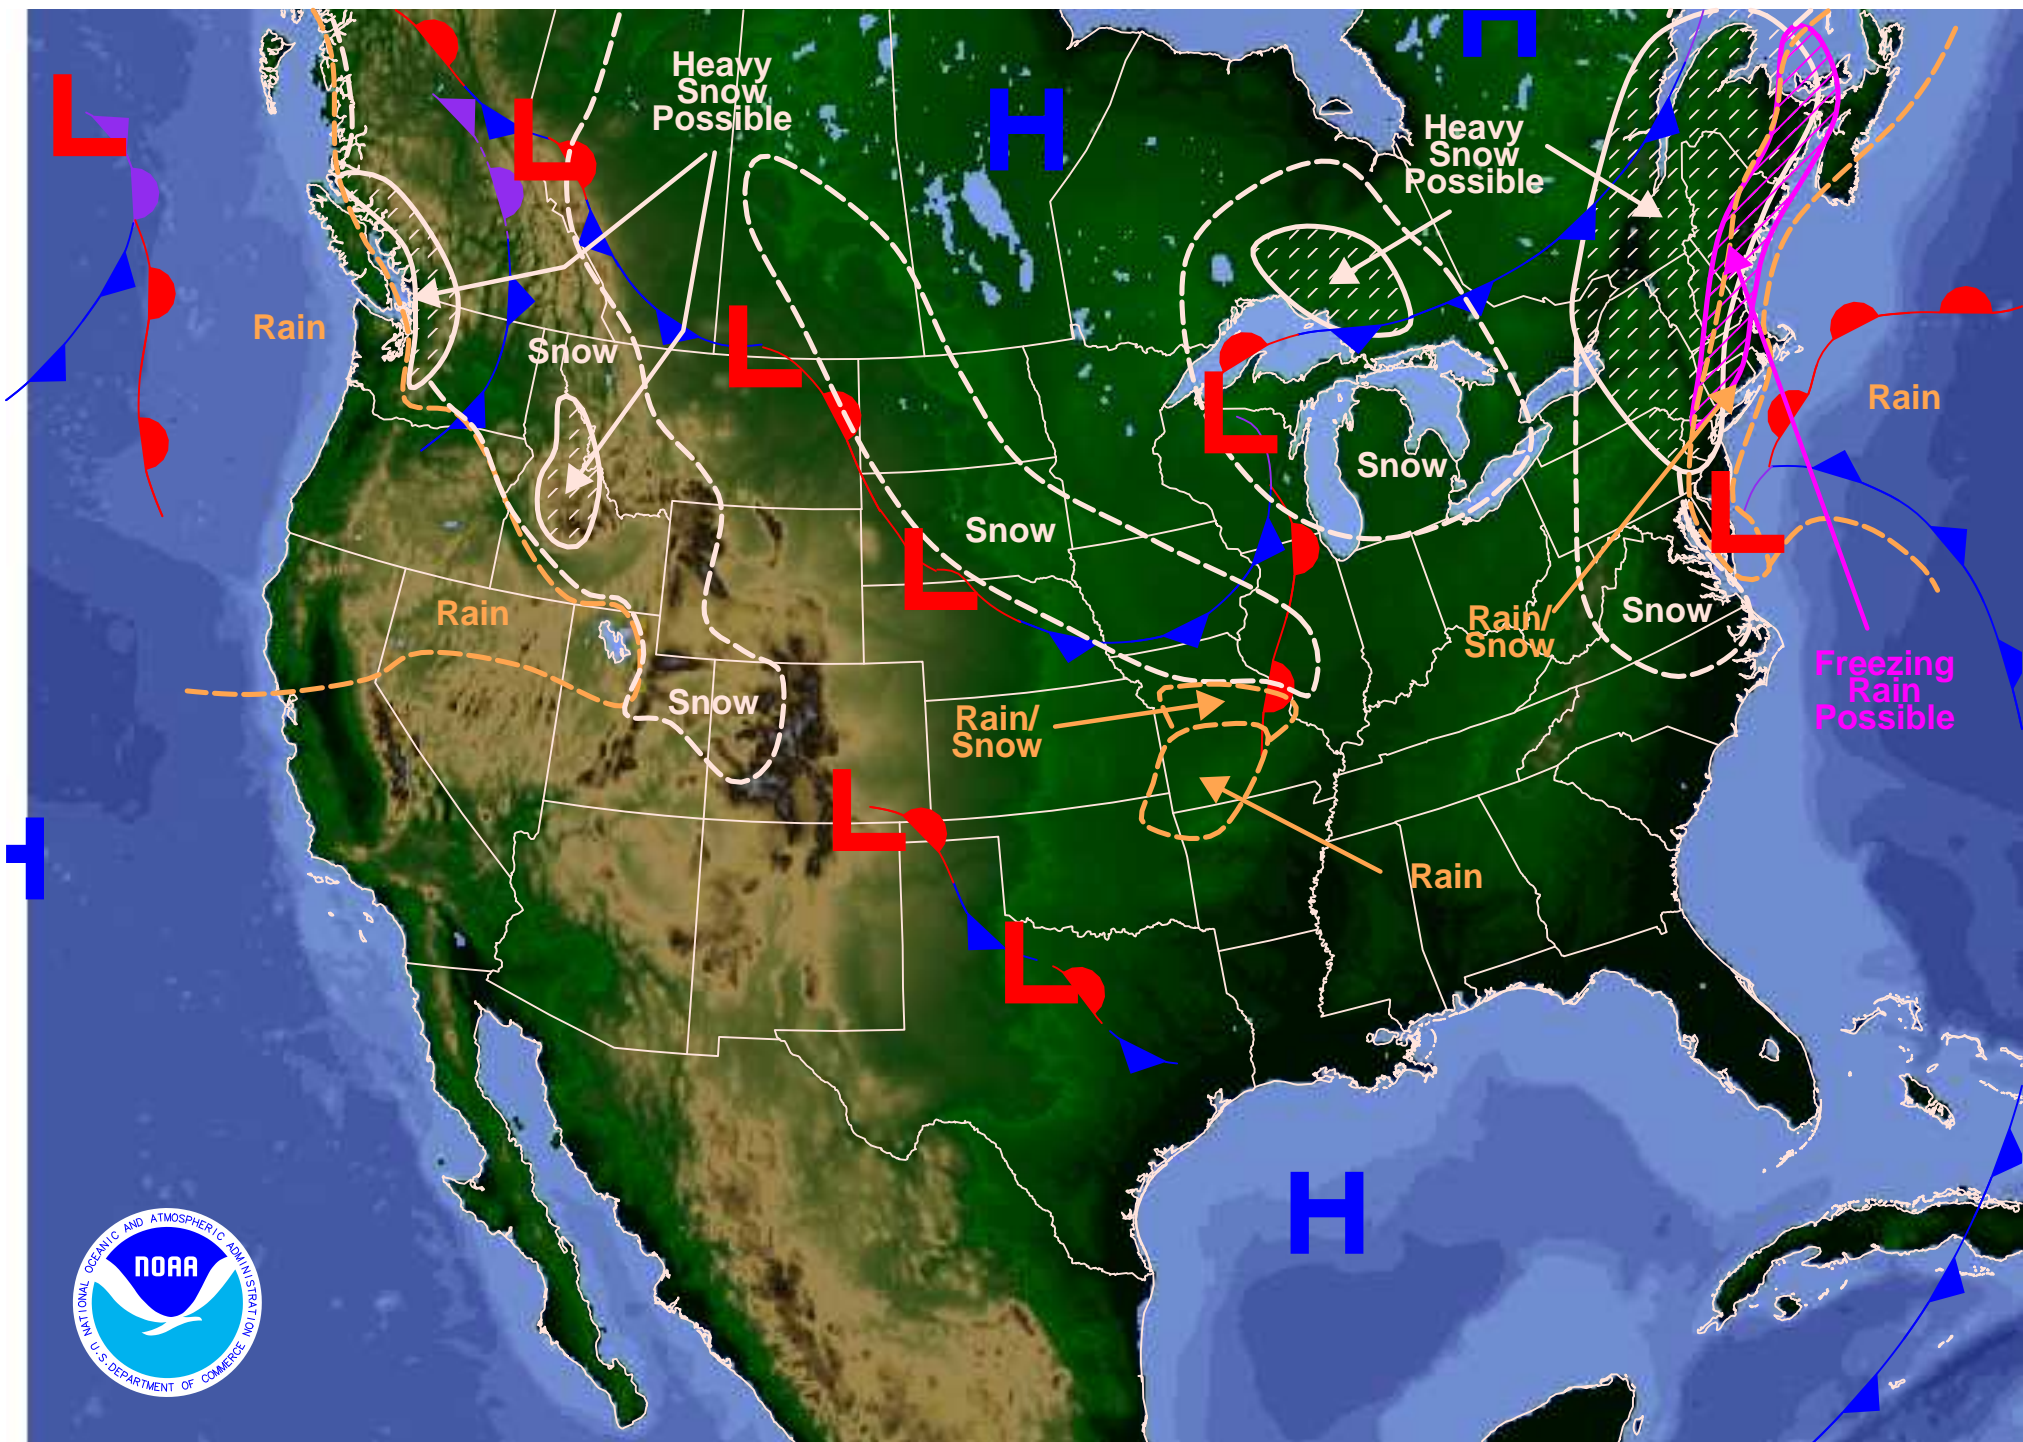 H
L
Heavy
Snow
Possible
L
H
Heavy
Snow
Possible
Rain
Snow
L
L
Snow
Rain
Snow
L
L
Rain
Rain/
Snow
Snow
Freezing
Rain
Possible
Snow
Rain/
Snow
L
H
Rain
L
H
NATIONAL OCEANIC AND ATMOSPHERIC ADMINISTRATION
NOAA
U.S. DEPARTMENT OF COMMERCE